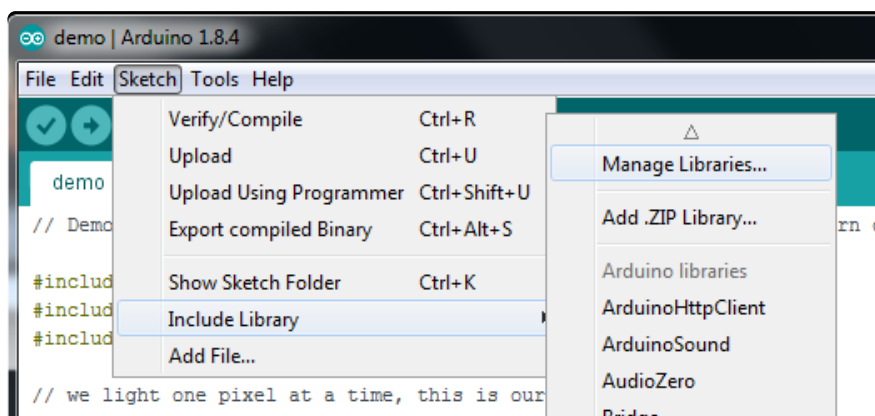 demo | Arduino 1.8.4
File Edit Sketch Tools Help
Verify/Compile Ctrl+R
Upload Ctrl+U
Upload Using Programmer Ctrl+Shift+U
Export compiled Binary Ctrl+Alt+S
Show Sketch Folder Ctrl+K
Include Library
Add File...
Manage Libraries...
Add .ZIP Library...
Arduino libraries
ArduinoHttpClient
ArduinoSound
AudioZero
Bridge
demo
// Demo
#includ
#includ
#includ
// we light one pixel at a time, this is our